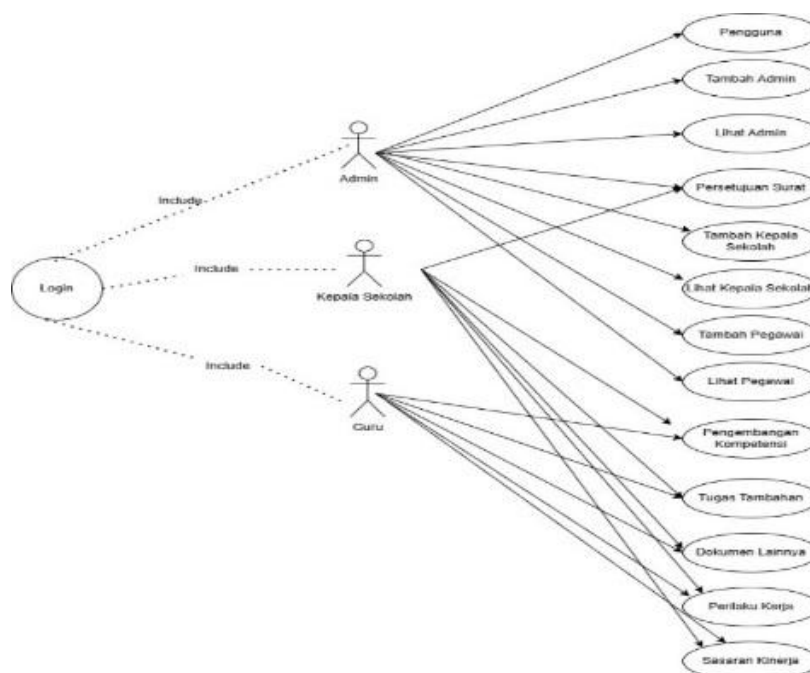 Pengguna
Tambah Admin
Lihat Admin
Admin
Persetujuan Surat
Include
Tambah Kepala
Sekolah
Include
Login
Kepala Sekolah
Lihat Kepala Sekolah
Tambah Pegawai
Include
Lihat Pegawai
Guru
Pengembangan
Kompetensi
Tugas Tambahan
Dokumen Lainnya
Perilaku Kerja
Sasaran Kinerja